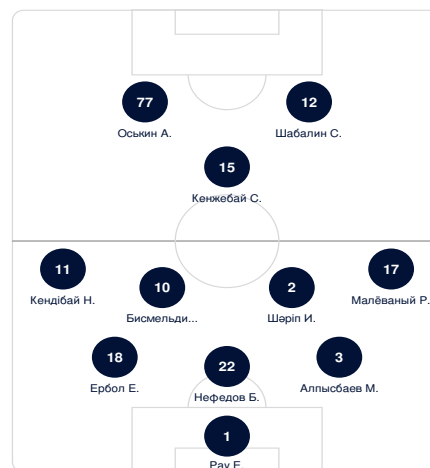 77
12
Оськин А.
Шабалин С.
15
Кенжебай С.
11
17
10
2
Кендібай Н.
Малёваный Р.
Бисмельди...
Шәріп И.
18
22
3
Ербол Е.
Алпысбаев М.
Нефедов Б.
1
Рау Е.